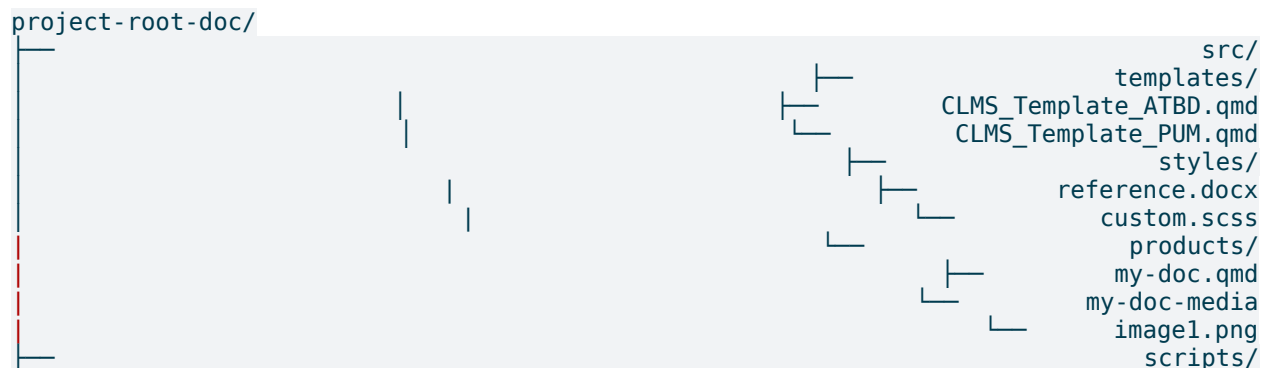 project-root-doc/
├── src/
│ ├── templates/
│ │ ├── CLMS_Template_ATBD.qmd
│ │ └── CLMS_Template_PUM.qmd
│ ├── styles/
│ │ ├── reference.docx
│ │ └── custom.scss
│ └── products/
│ ├── my-doc.qmd
│ └── my-doc-media
│ └── image1.png
├── scripts/